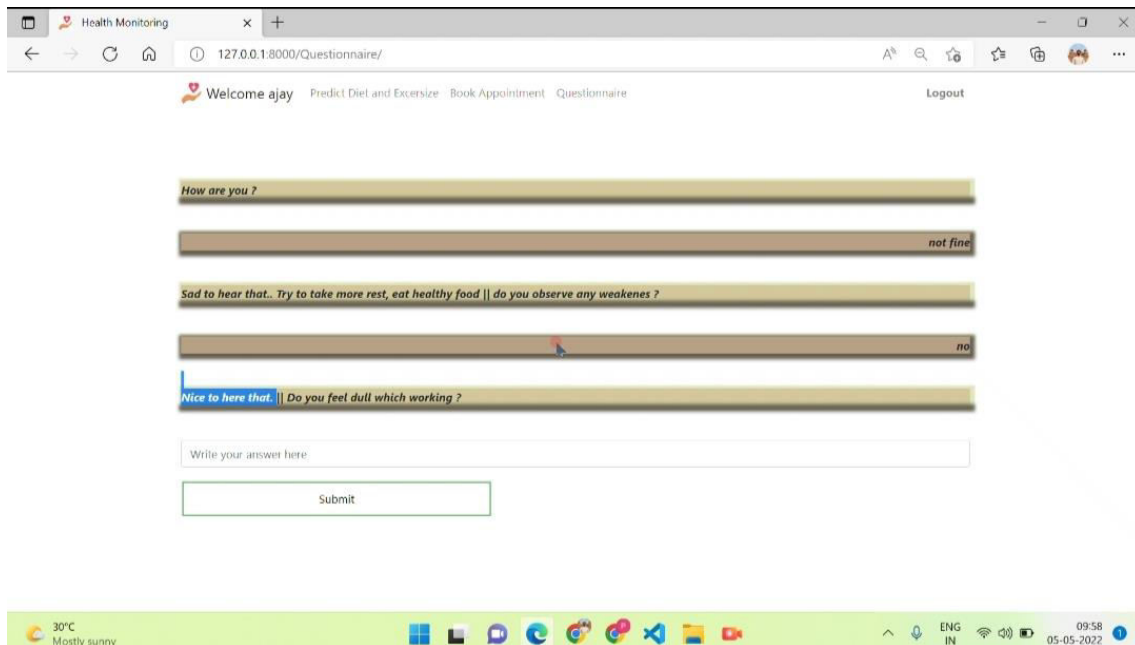 Health Monitoring
127.0.0.1:8000/Questionnaire/
Welcome ajay Predict Diet and Excersize Book Appointment Questionnaire Logout
How are you ?
not fine
Sad to hear that.. Try to take more rest, eat healthy food || do you observe any weakenes ?
no
Nice to here that. || Do you feel dull which working ?
Write your answer here
Submit
30°C
Mostly sunny
ENG
IN
09:58
05-05-2022
1